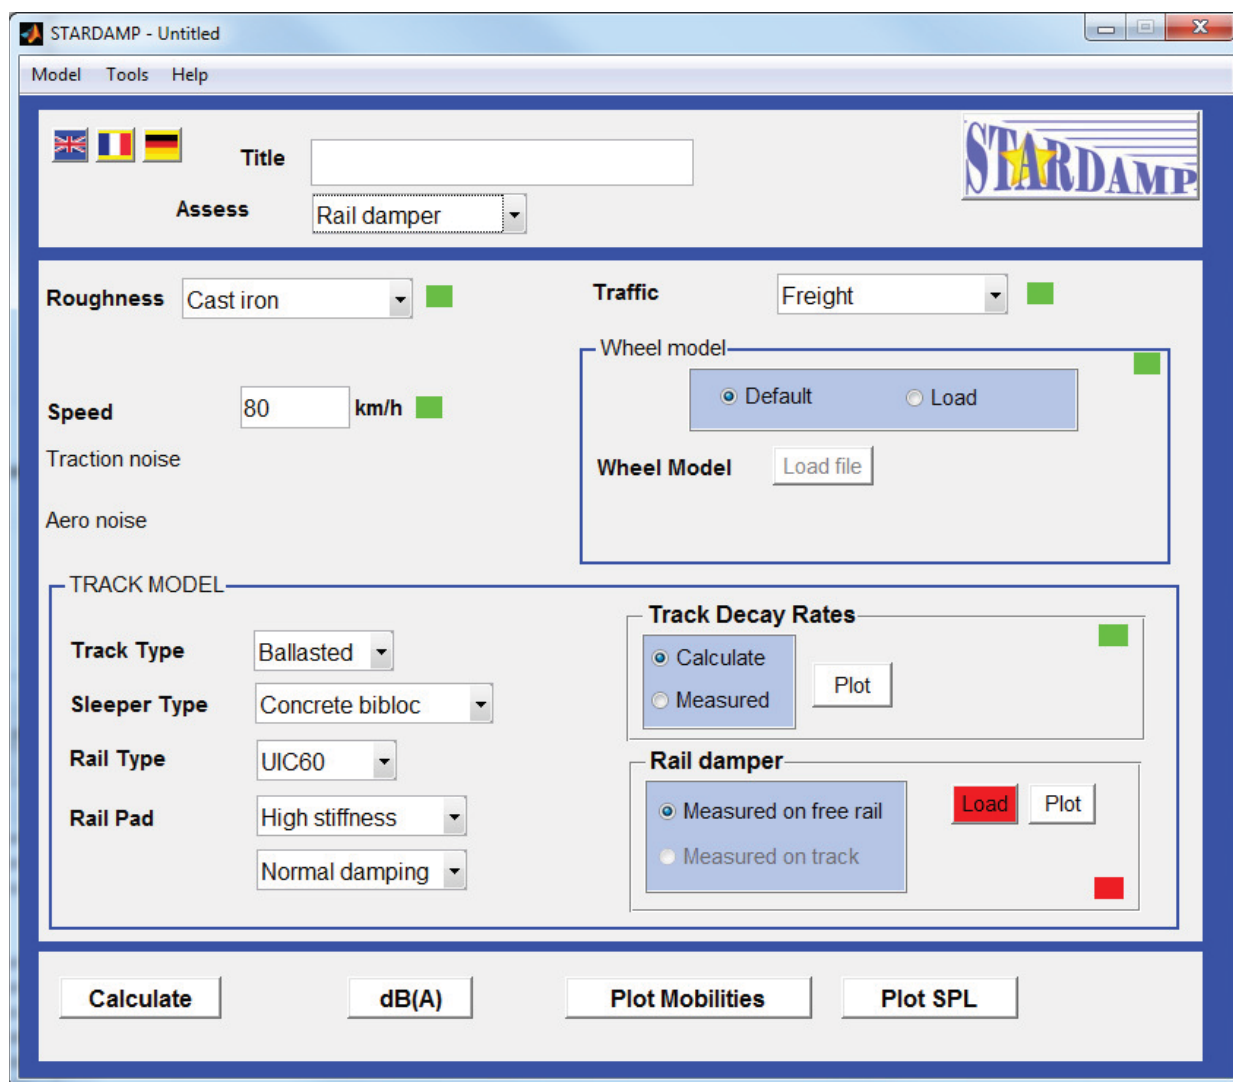 STARDAMP - Untitled
Model Tools Help
Title
STARDAMP
Assess Rail damper
Roughness Cast iron
Traffic Freight
Wheel model
Default Load
Speed 80 km/h
Traction noise
Wheel Model Load file
Aero noise
TRACK MODEL
Track Type Ballasted
Sleeper Type Concrete bibloc
Rail Type UIC60
Rail Pad High stiffness
Normal damping
Track Decay Rates
Calculate
Measured
Plot
Rail damper
Measured on free rail
Measured on track
Load Plot
Calculate dB(A) Plot Mobilities Plot SPL